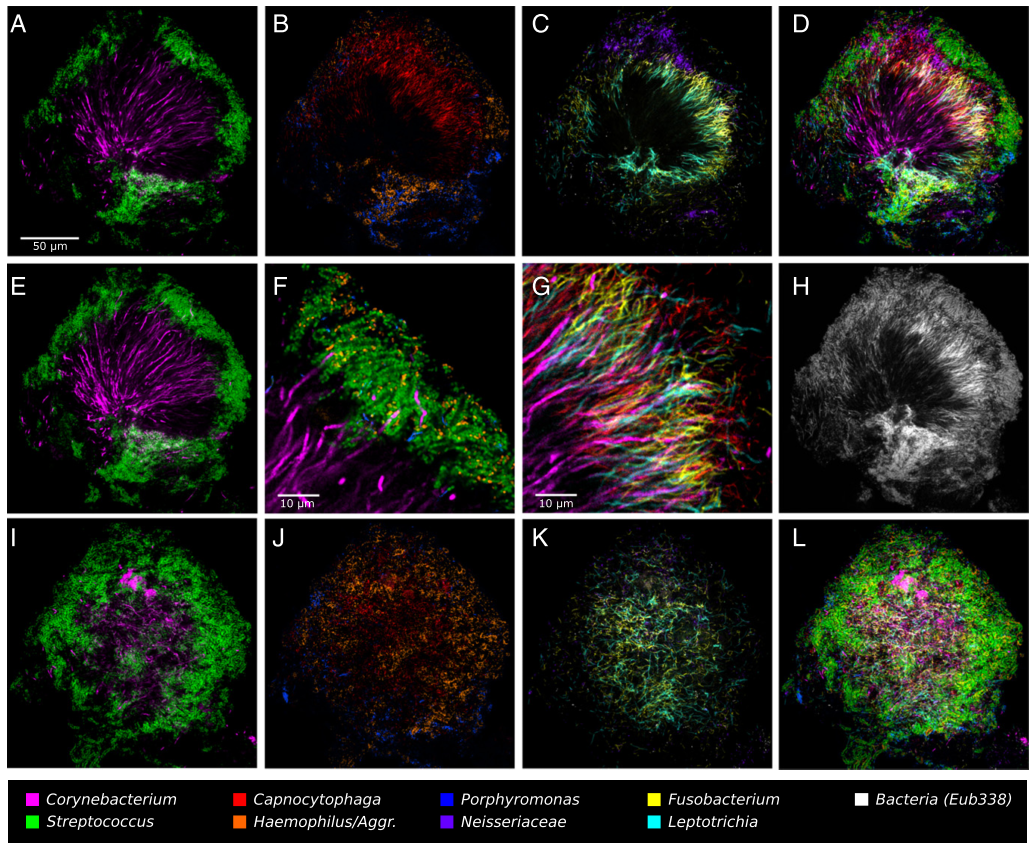 A B C D
50 µm
E F G H
10 µm 10 µm
I J K L
Corynebacterium Capnocytophaga Porphyromonas Fusobacterium Bacteria (Eub338)
Streptococcus Haemophilus/Aggr. Neisseriaceae Leptotrichia